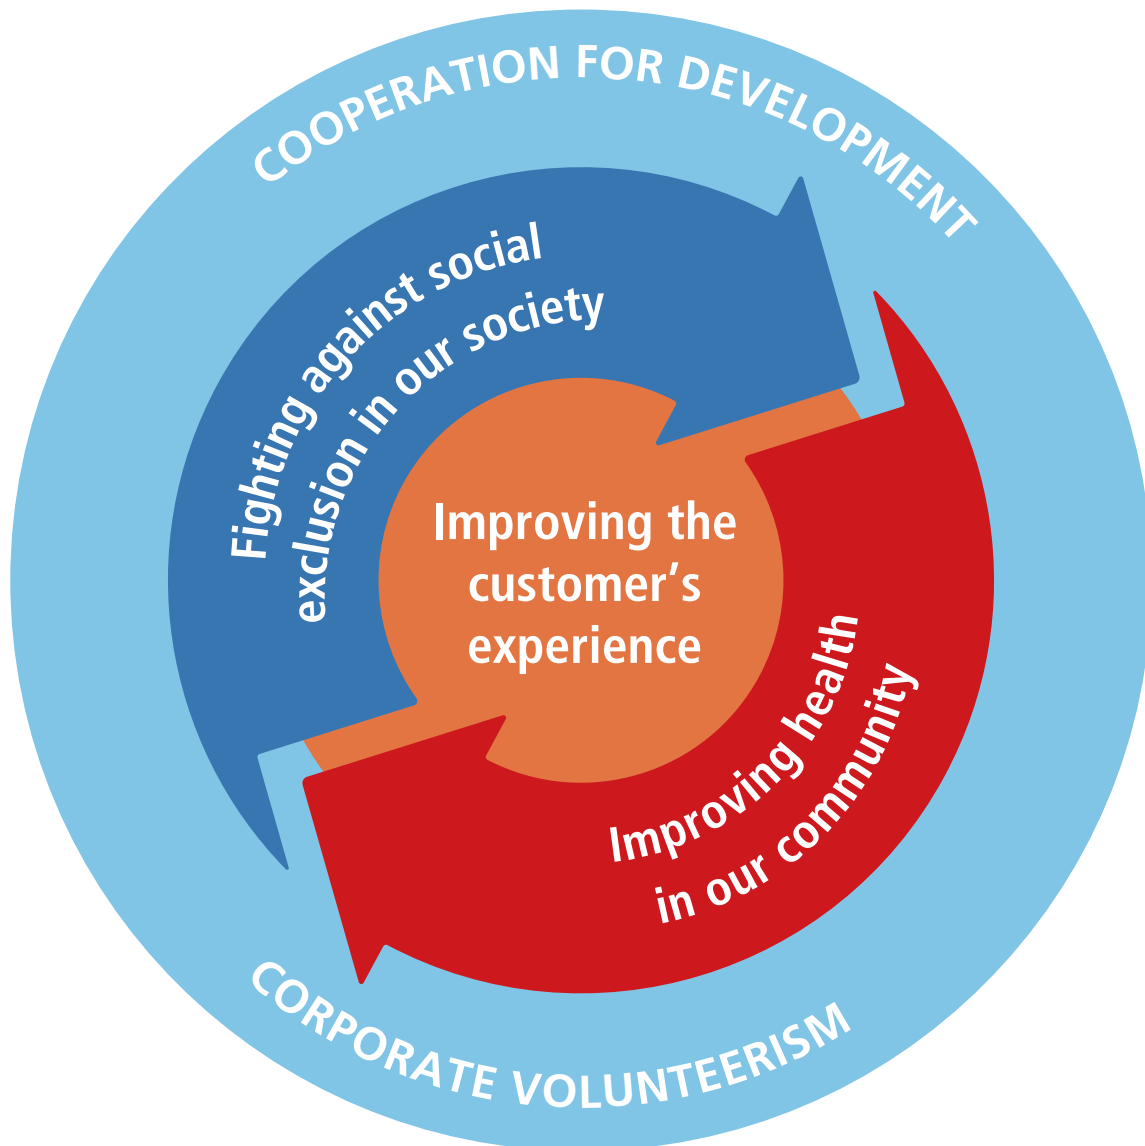 COOPERATION FOR DEVELOPMENT
Fighting against social
exclusion in our society
Improving the
customer’s
experience
Improving health
in our community
CORPORATE VOLUNTEERISM